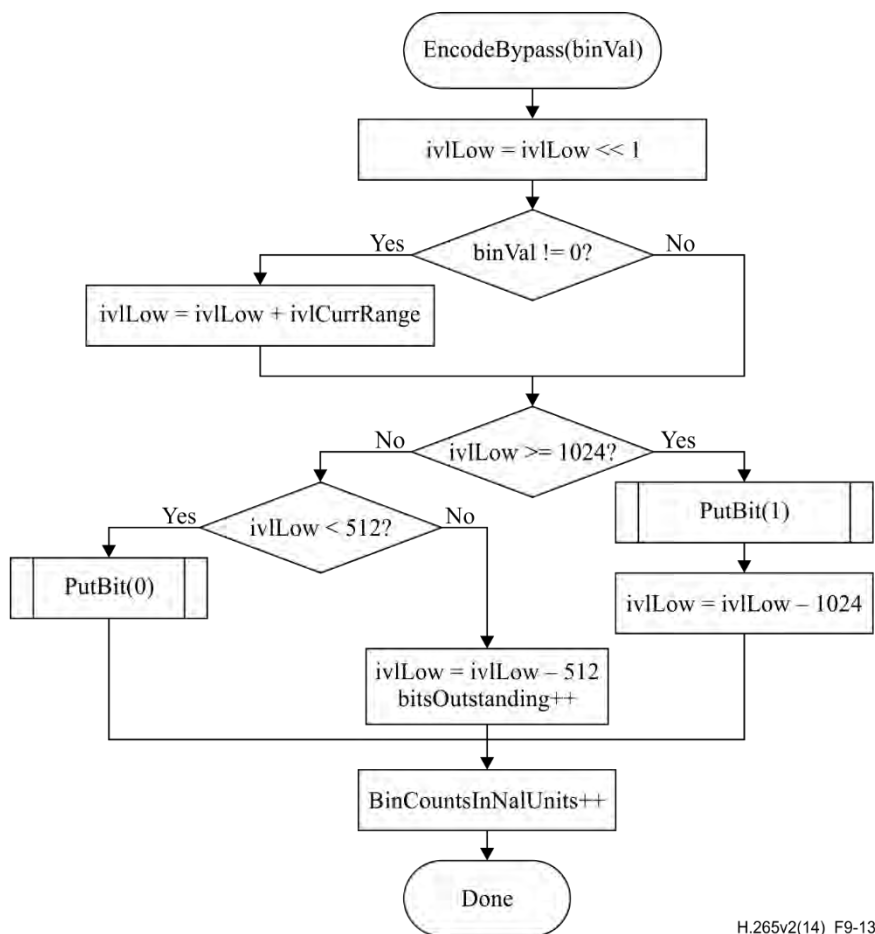 EncodeBypass(binVal)
ivlLow = ivlLow << 1
Yes
binVal != 0?
No
ivlLow = ivlLow + ivlCurrRange
No
ivlLow >= 1024?
Yes
Yes
ivlLow < 512?
No
PutBit(1)
PutBit(0)
ivlLow = ivlLow – 1024
ivlLow = ivlLow – 512
bitsOutstanding++
BinCountsInNalUnits++
Done
H.265v2(14)_F9-13